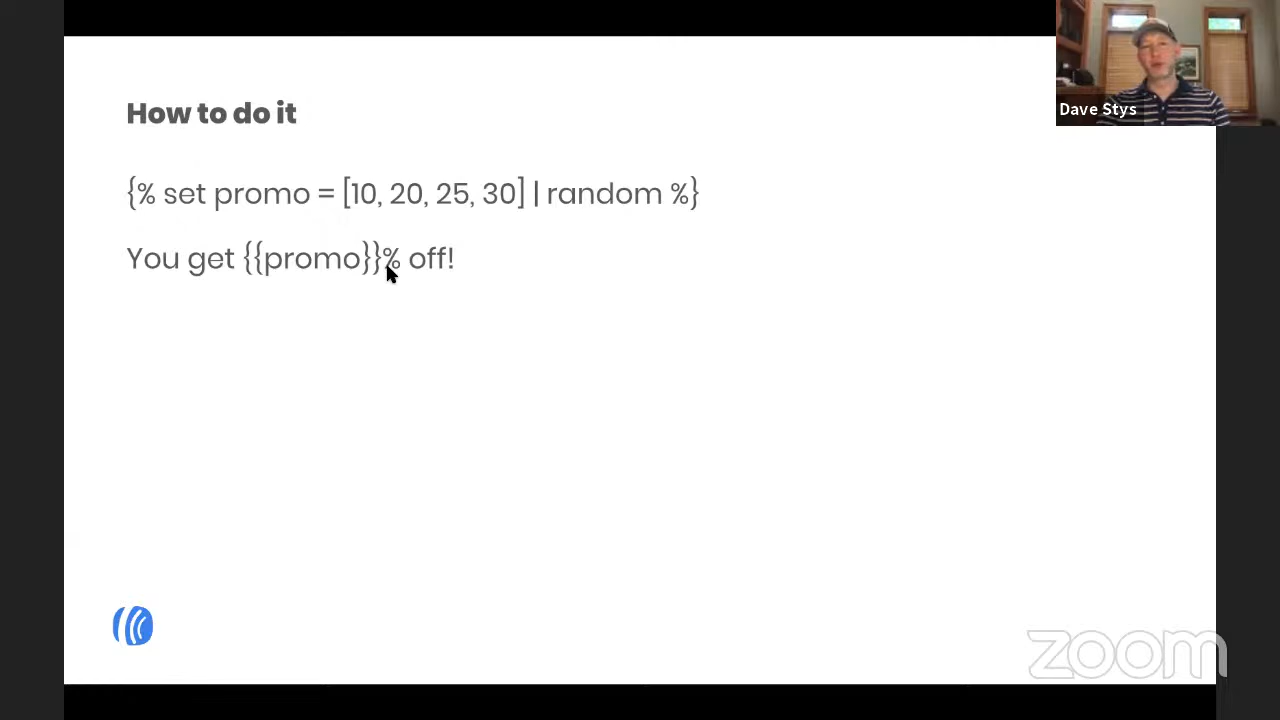 How to do it
{% set promo = [10, 20, 25, 30] | random %}
You get {{promo}}% off!
Dave Stys
zoom